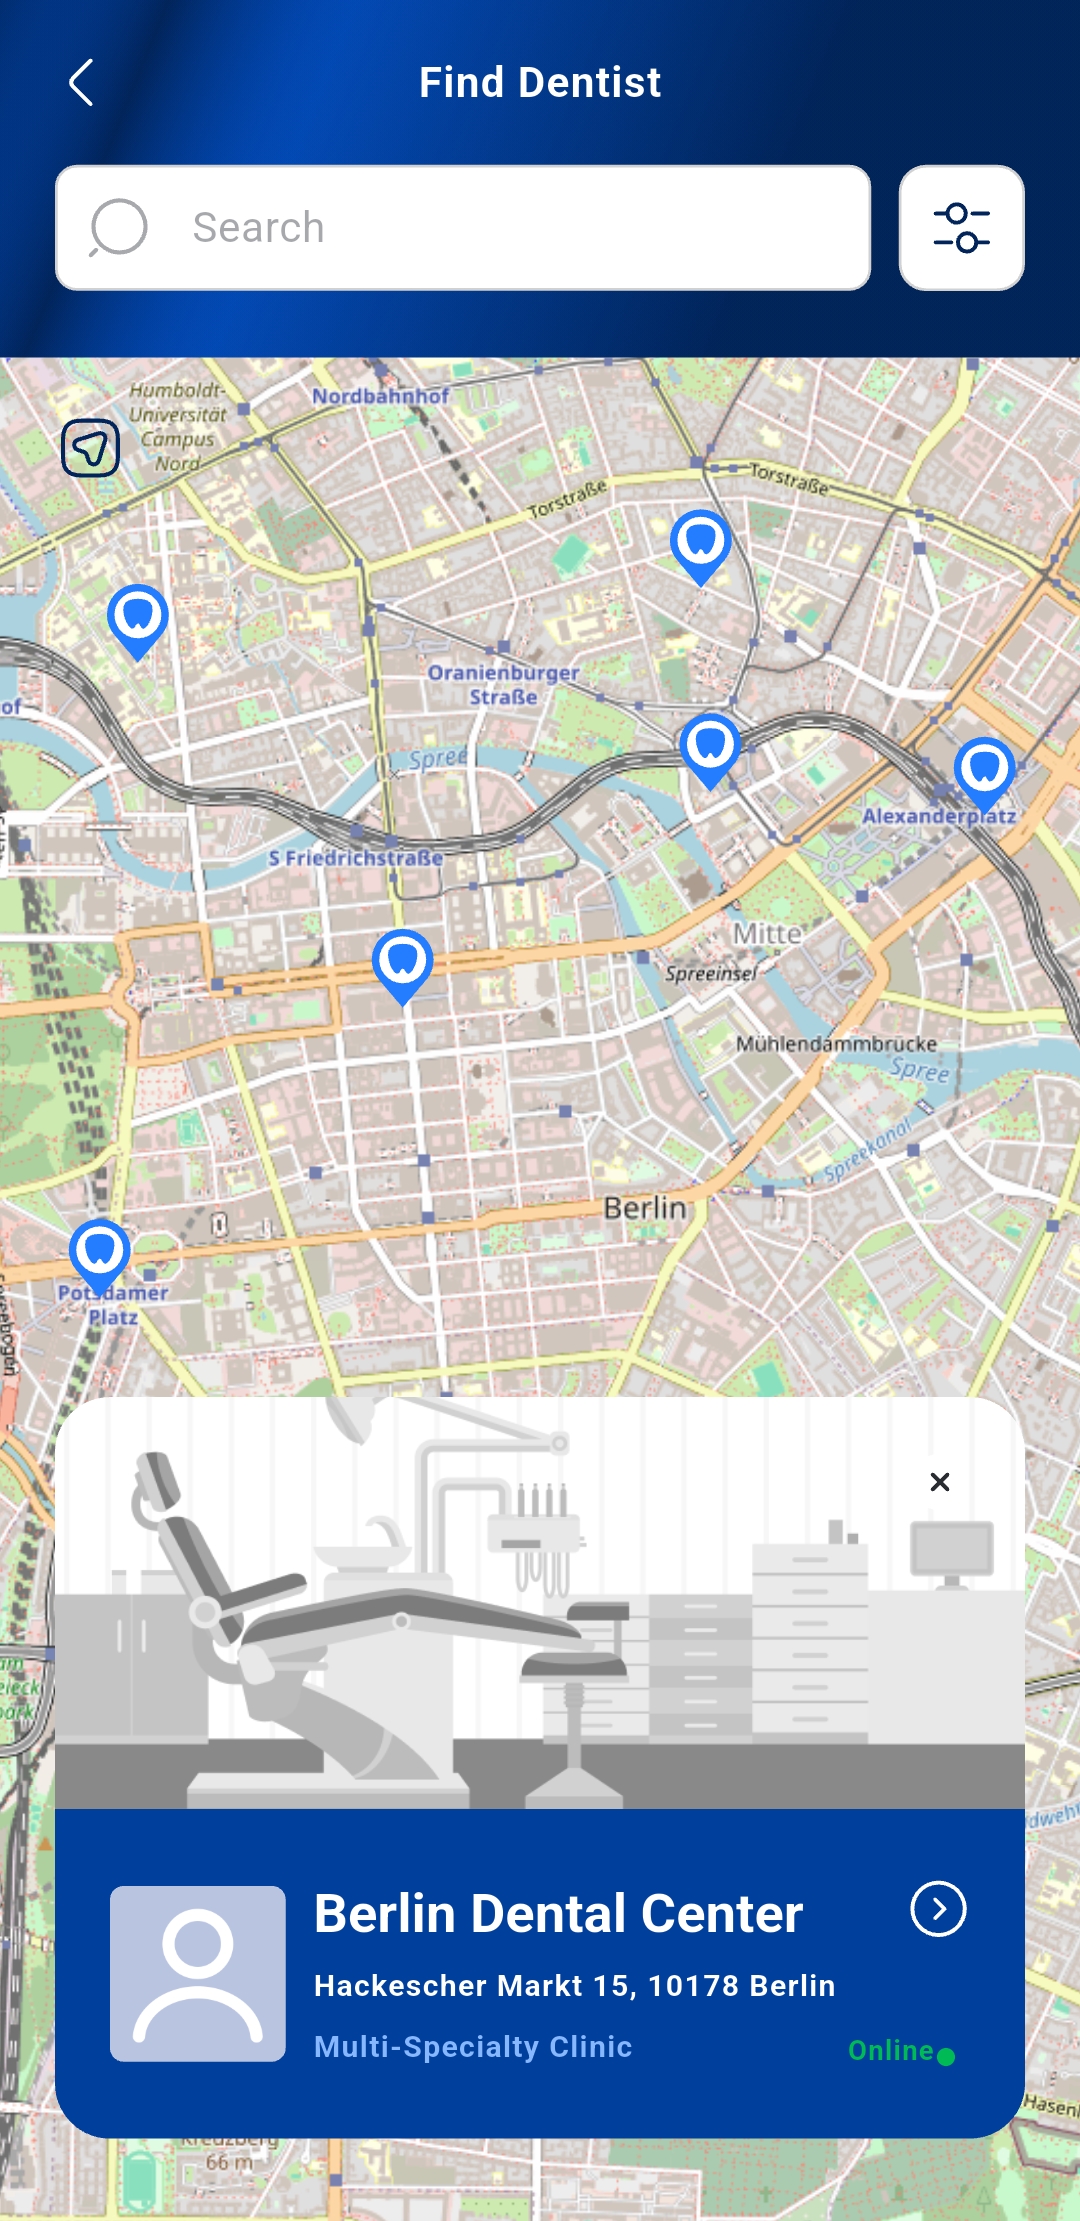 Find Dentist
Search
Humboldt-
Universität
Campus
Nord
Nordbahnhof
Torstraße
Torstraße
Oranienburger
Straße
of
Spree
Alexanderplatz
S Friedrichstraße
Mitte
Spreeinsel
Mühlendammbrücke
Spree
Spreekanal
Berlin
Potsdamer
Platz
Berlin Dental Center
Hackescher Markt 15, 10178 Berlin
Multi-Specialty Clinic
Online
Kreuzberg
66 m